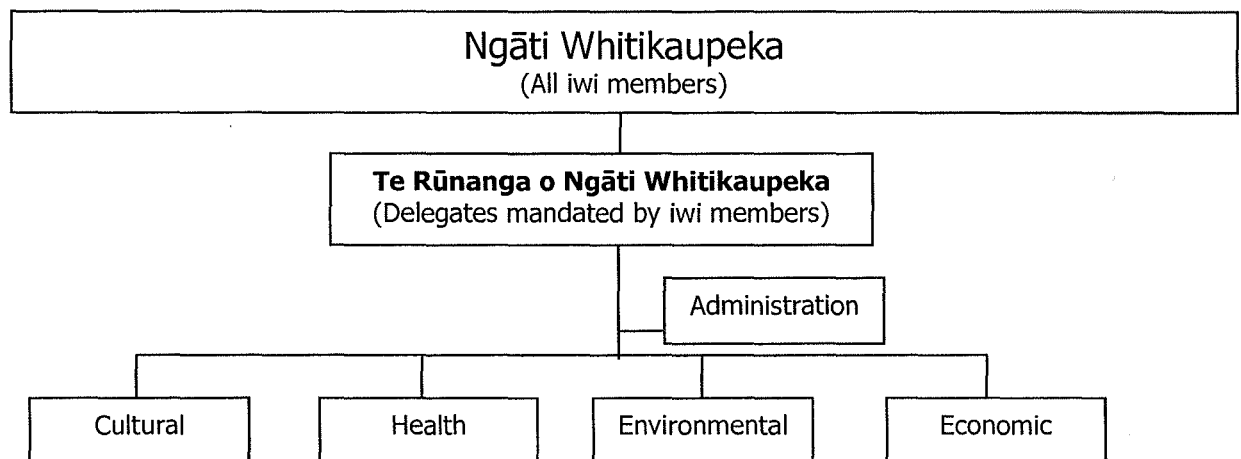 Ngāti Whitikaupeka
(All iwi members)
Te Rūnanga o Ngāti Whitikaupeka
(Delegates mandated by iwi members)
Administration
Cultural
Health
Environmental
Economic